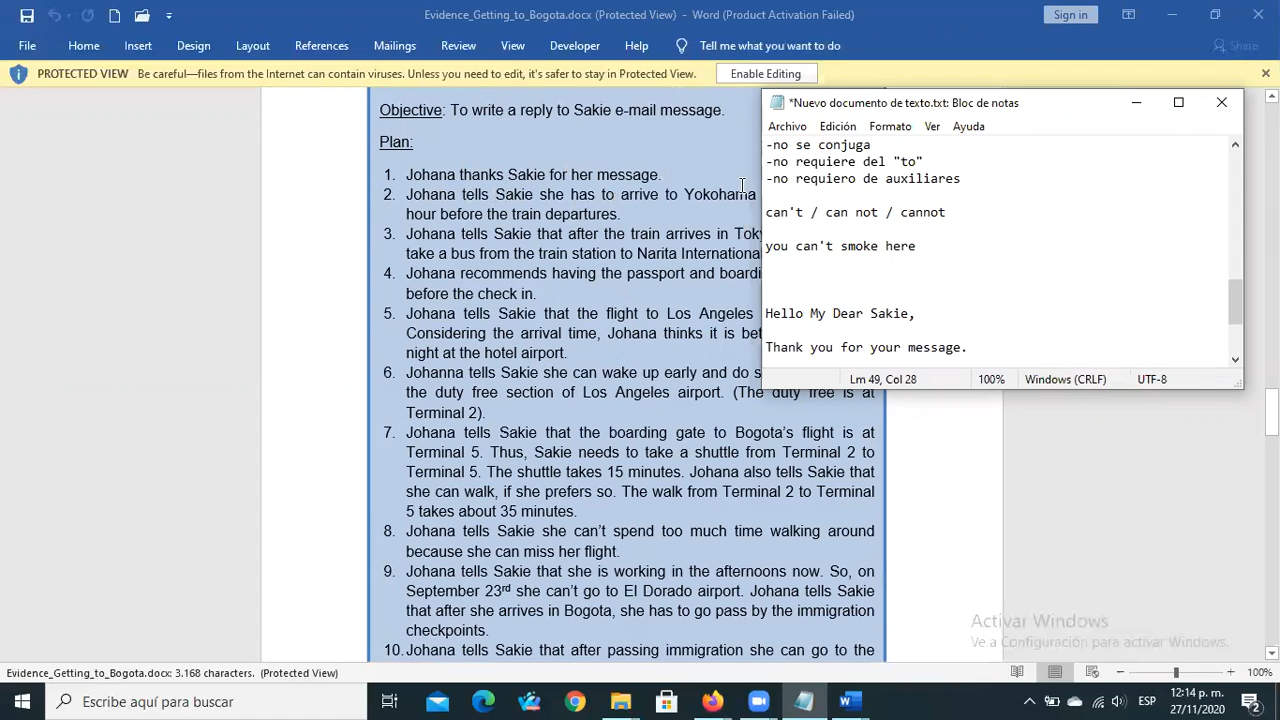 Evidence_Getting_to_Bogota.docx (Protected View) - Word (Product Activation Failed)
Sign in
File Home Insert Design Layout References Mailings Review View Developer Help Tell me what you want to do Share
PROTECTED VIEW Be careful—files from the Internet can contain viruses. Unless you need to edit, it's safer to stay in Protected View. Enable Editing
Objective: To write a reply to Sakie e-mail message.
Plan:
1. Johana thanks Sakie for her message.
2. Johana tells Sakie she has to arrive to Yokohama
hour before the train departures.
3. Johana tells Sakie that after the train arrives in Toky
take a bus from the train station to Narita International
4. Johana recommends having the passport and boardi
before the check in.
5. Johana tells Sakie that the flight to Los Angeles
Considering the arrival time, Johana thinks it is bet
night at the hotel airport.
6. Johanna tells Sakie she can wake up early and do s
the duty free section of Los Angeles airport. (The duty free is at
Terminal 2).
7. Johana tells Sakie that the boarding gate to Bogota's flight is at
Terminal 5. Thus, Sakie needs to take a shuttle from Terminal 2 to
Terminal 5. The shuttle takes 15 minutes. Johana also tells Sakie that
she can walk, if she prefers so. The walk from Terminal 2 to Terminal
5 takes about 35 minutes.
8. Johana tells Sakie she can't spend too much time walking around
because she can miss her flight.
9. Johana tells Sakie that she is working in the afternoons now. So, on
September 23rd she can't go to El Dorado airport. Johana tells Sakie
that after she arrives in Bogota, she has to go pass by the immigration
checkpoints.
10. Johana tells Sakie that after passing immigration she can go to the
*Nuevo documento de texto.txt: Bloc de notas
Archivo Edición Formato Ver Ayuda
-no se conjuga
-no requiere del "to"
-no requiero de auxiliares
can't / can not / cannot
you can't smoke here
Hello My Dear Sakie,
Thank you for your message.
Lm 49, Col 28 100% Windows (CRLF) UTF-8
Activar Windows
Ve a Configuración para activar Windows.
Evidence_Getting_to_Bogota.docx: 3.168 characters. (Protected View)
100%
Escribe aquí para buscar
ESP
12:14 p. m.
27/11/2020
2